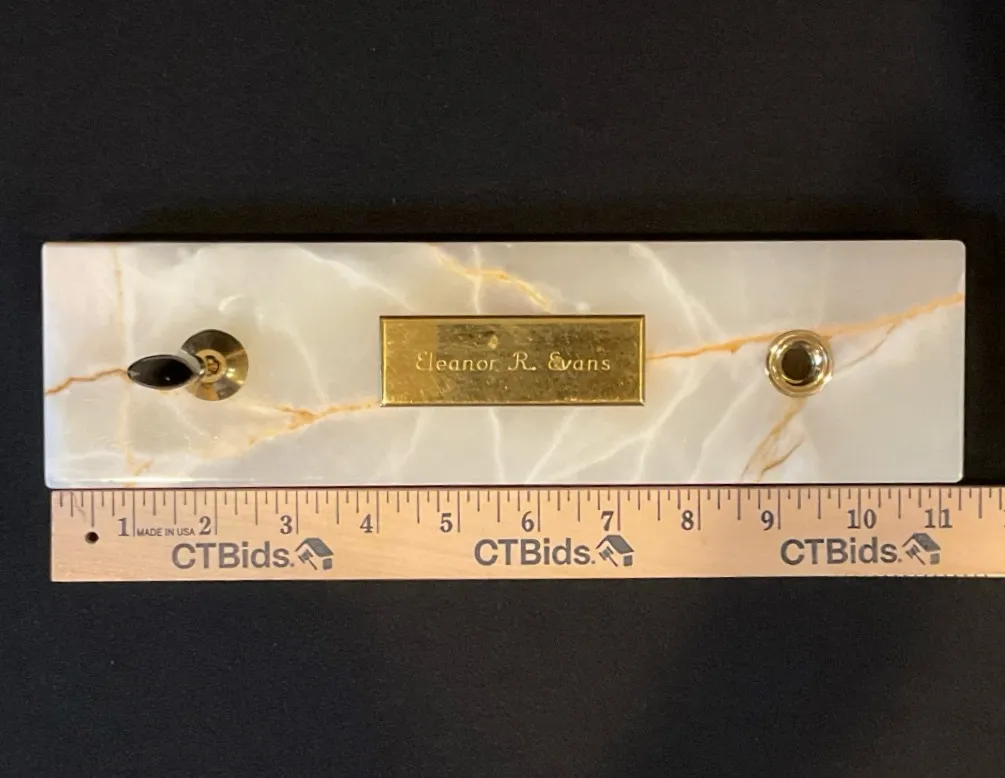 Eleanor R. Evans
1 MADE IN USA 2 3 4 5 6 7 8 9 10 11
CTBids. CTBids. CTBids.